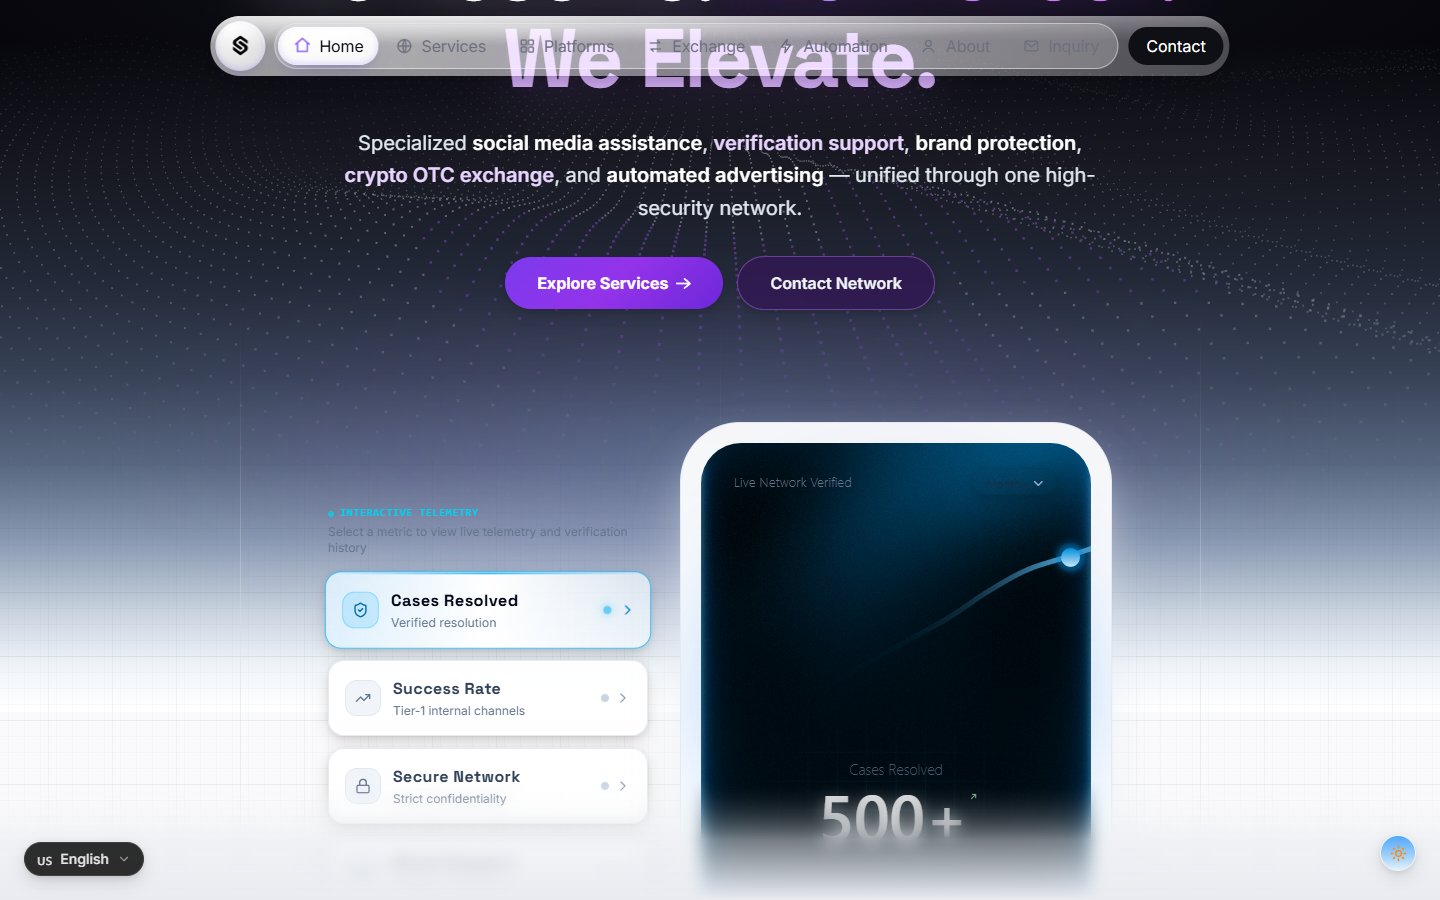 Home
Services
Platforms
Exchange
Automation
About
Inquiry
Contact
We Elevate.
Specialized social media assistance, verification support, brand protection,
crypto OTC exchange, and automated advertising — unified through one high-
security network.
Explore Services →
Contact Network
INTERACTIVE TELEMETRY
Select a metric to view live telemetry and verification
history
Cases Resolved
Verified resolution
Success Rate
Tier-1 internal channels
Secure Network
Strict confidentiality
Live Network Verified
Cases Resolved
500+
US English